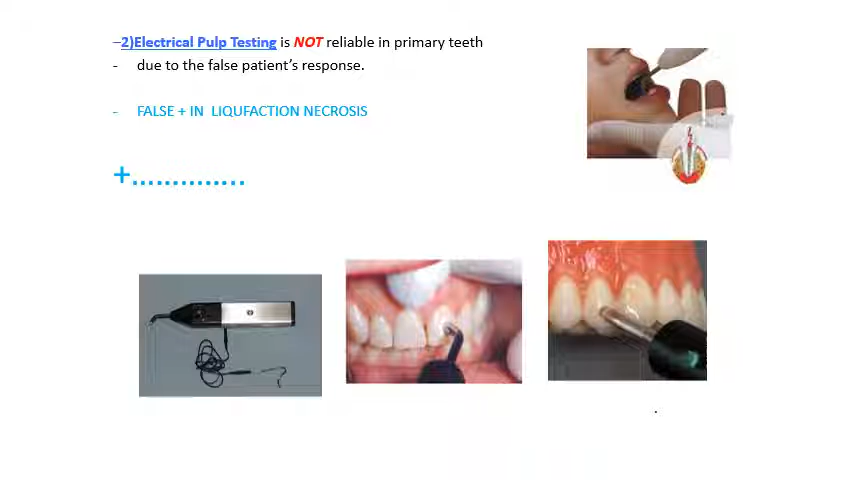 –2)Electrical Pulp Testing is NOT reliable in primary teeth
- due to the false patient's response.
- FALSE + IN LIQUFACTION NECROSIS
+..............